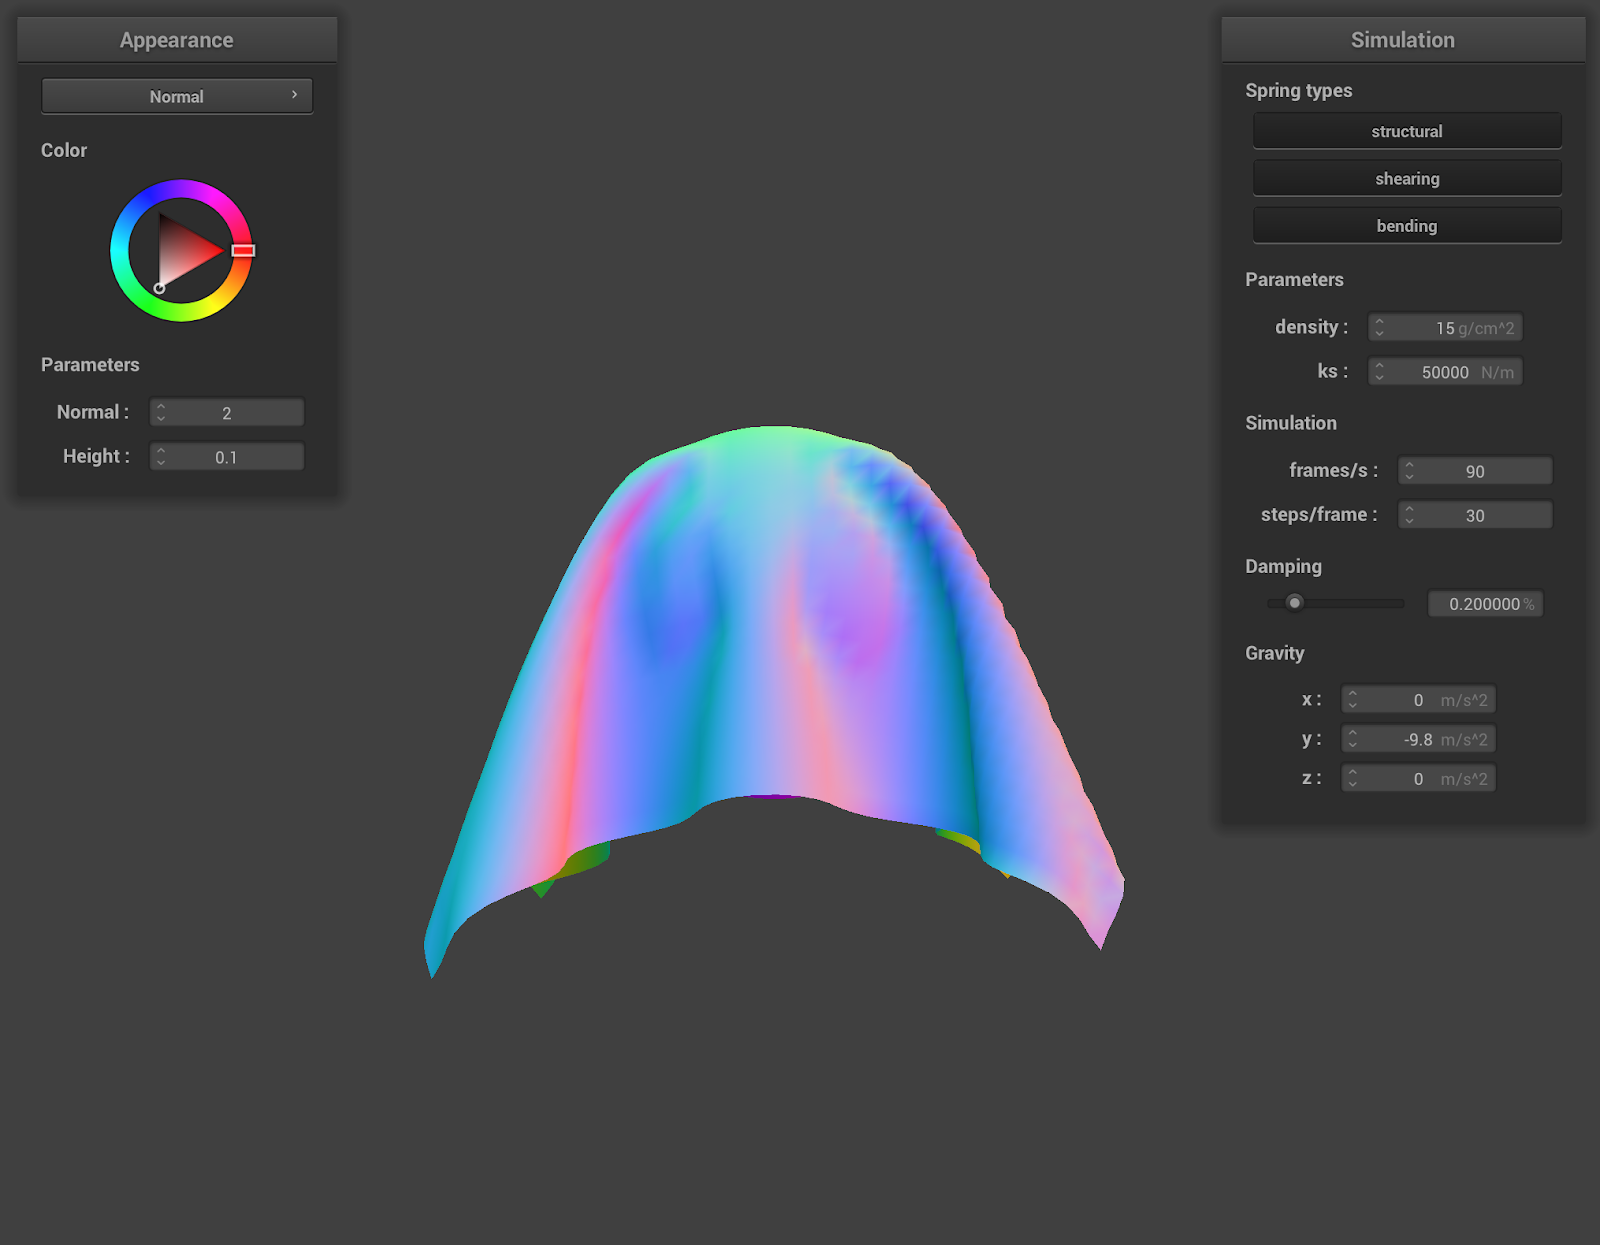 Appearance
Normal
Color
Parameters
Normal : 2
Height : 0.1
Simulation
Spring types
structural
shearing
bending
Parameters
density : 15 g/cm^2
ks : 50000 N/m
Simulation
frames/s : 90
steps/frame : 30
Damping
0.200000 %
Gravity
x : 0 m/s^2
y : -9.8 m/s^2
z : 0 m/s^2